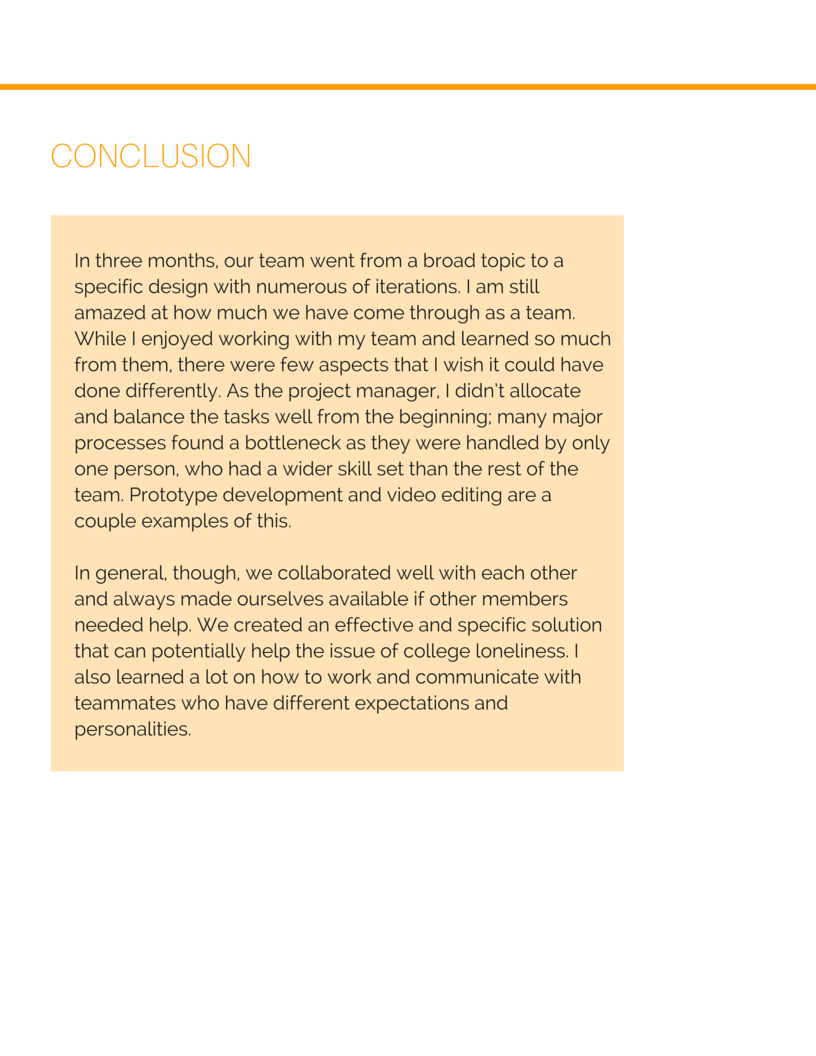 CONCLUSION
In three months, our team went from a broad topic to a
specific design with numerous of iterations. I am still
amazed at how much we have come through as a team.
While I enjoyed working with my team and learned so much
from them, there were few aspects that I wish it could have
done differently. As the project manager, I didn't allocate
and balance the tasks well from the beginning; many major
processes found a bottleneck as they were handled by only
one person, who had a wider skill set than the rest of the
team. Prototype development and video editing are a
couple examples of this.
In general, though, we collaborated well with each other
and always made ourselves available if other members
needed help. We created an effective and specific solution
that can potentially help the issue of college loneliness. I
also learned a lot on how to work and communicate with
teammates who have different expectations and
personalities.